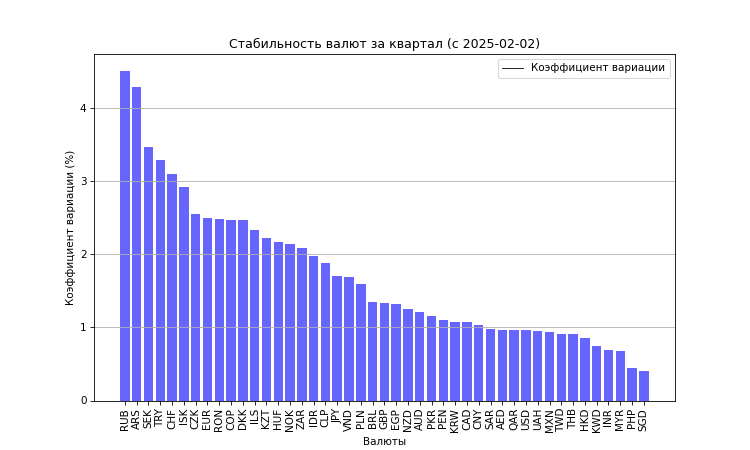 Стабильность валют за квартал (с 2025-02-02)
Коэффициент вариации
Коэффициент вариации (%)
4
3
2
1
0
RUB ARS SEK TRY CHF ISK CZK EUR RON COP DKK ILS KZT HUF NOK ZAR IDR CLP JPY VND PLN BRL GBP EGP NZD AUD PKR PEN KRW CAD CNY SAR AED QAR USD UAH MXN TWD THB HKD KWD INR MYR PHP SGD
Валюты